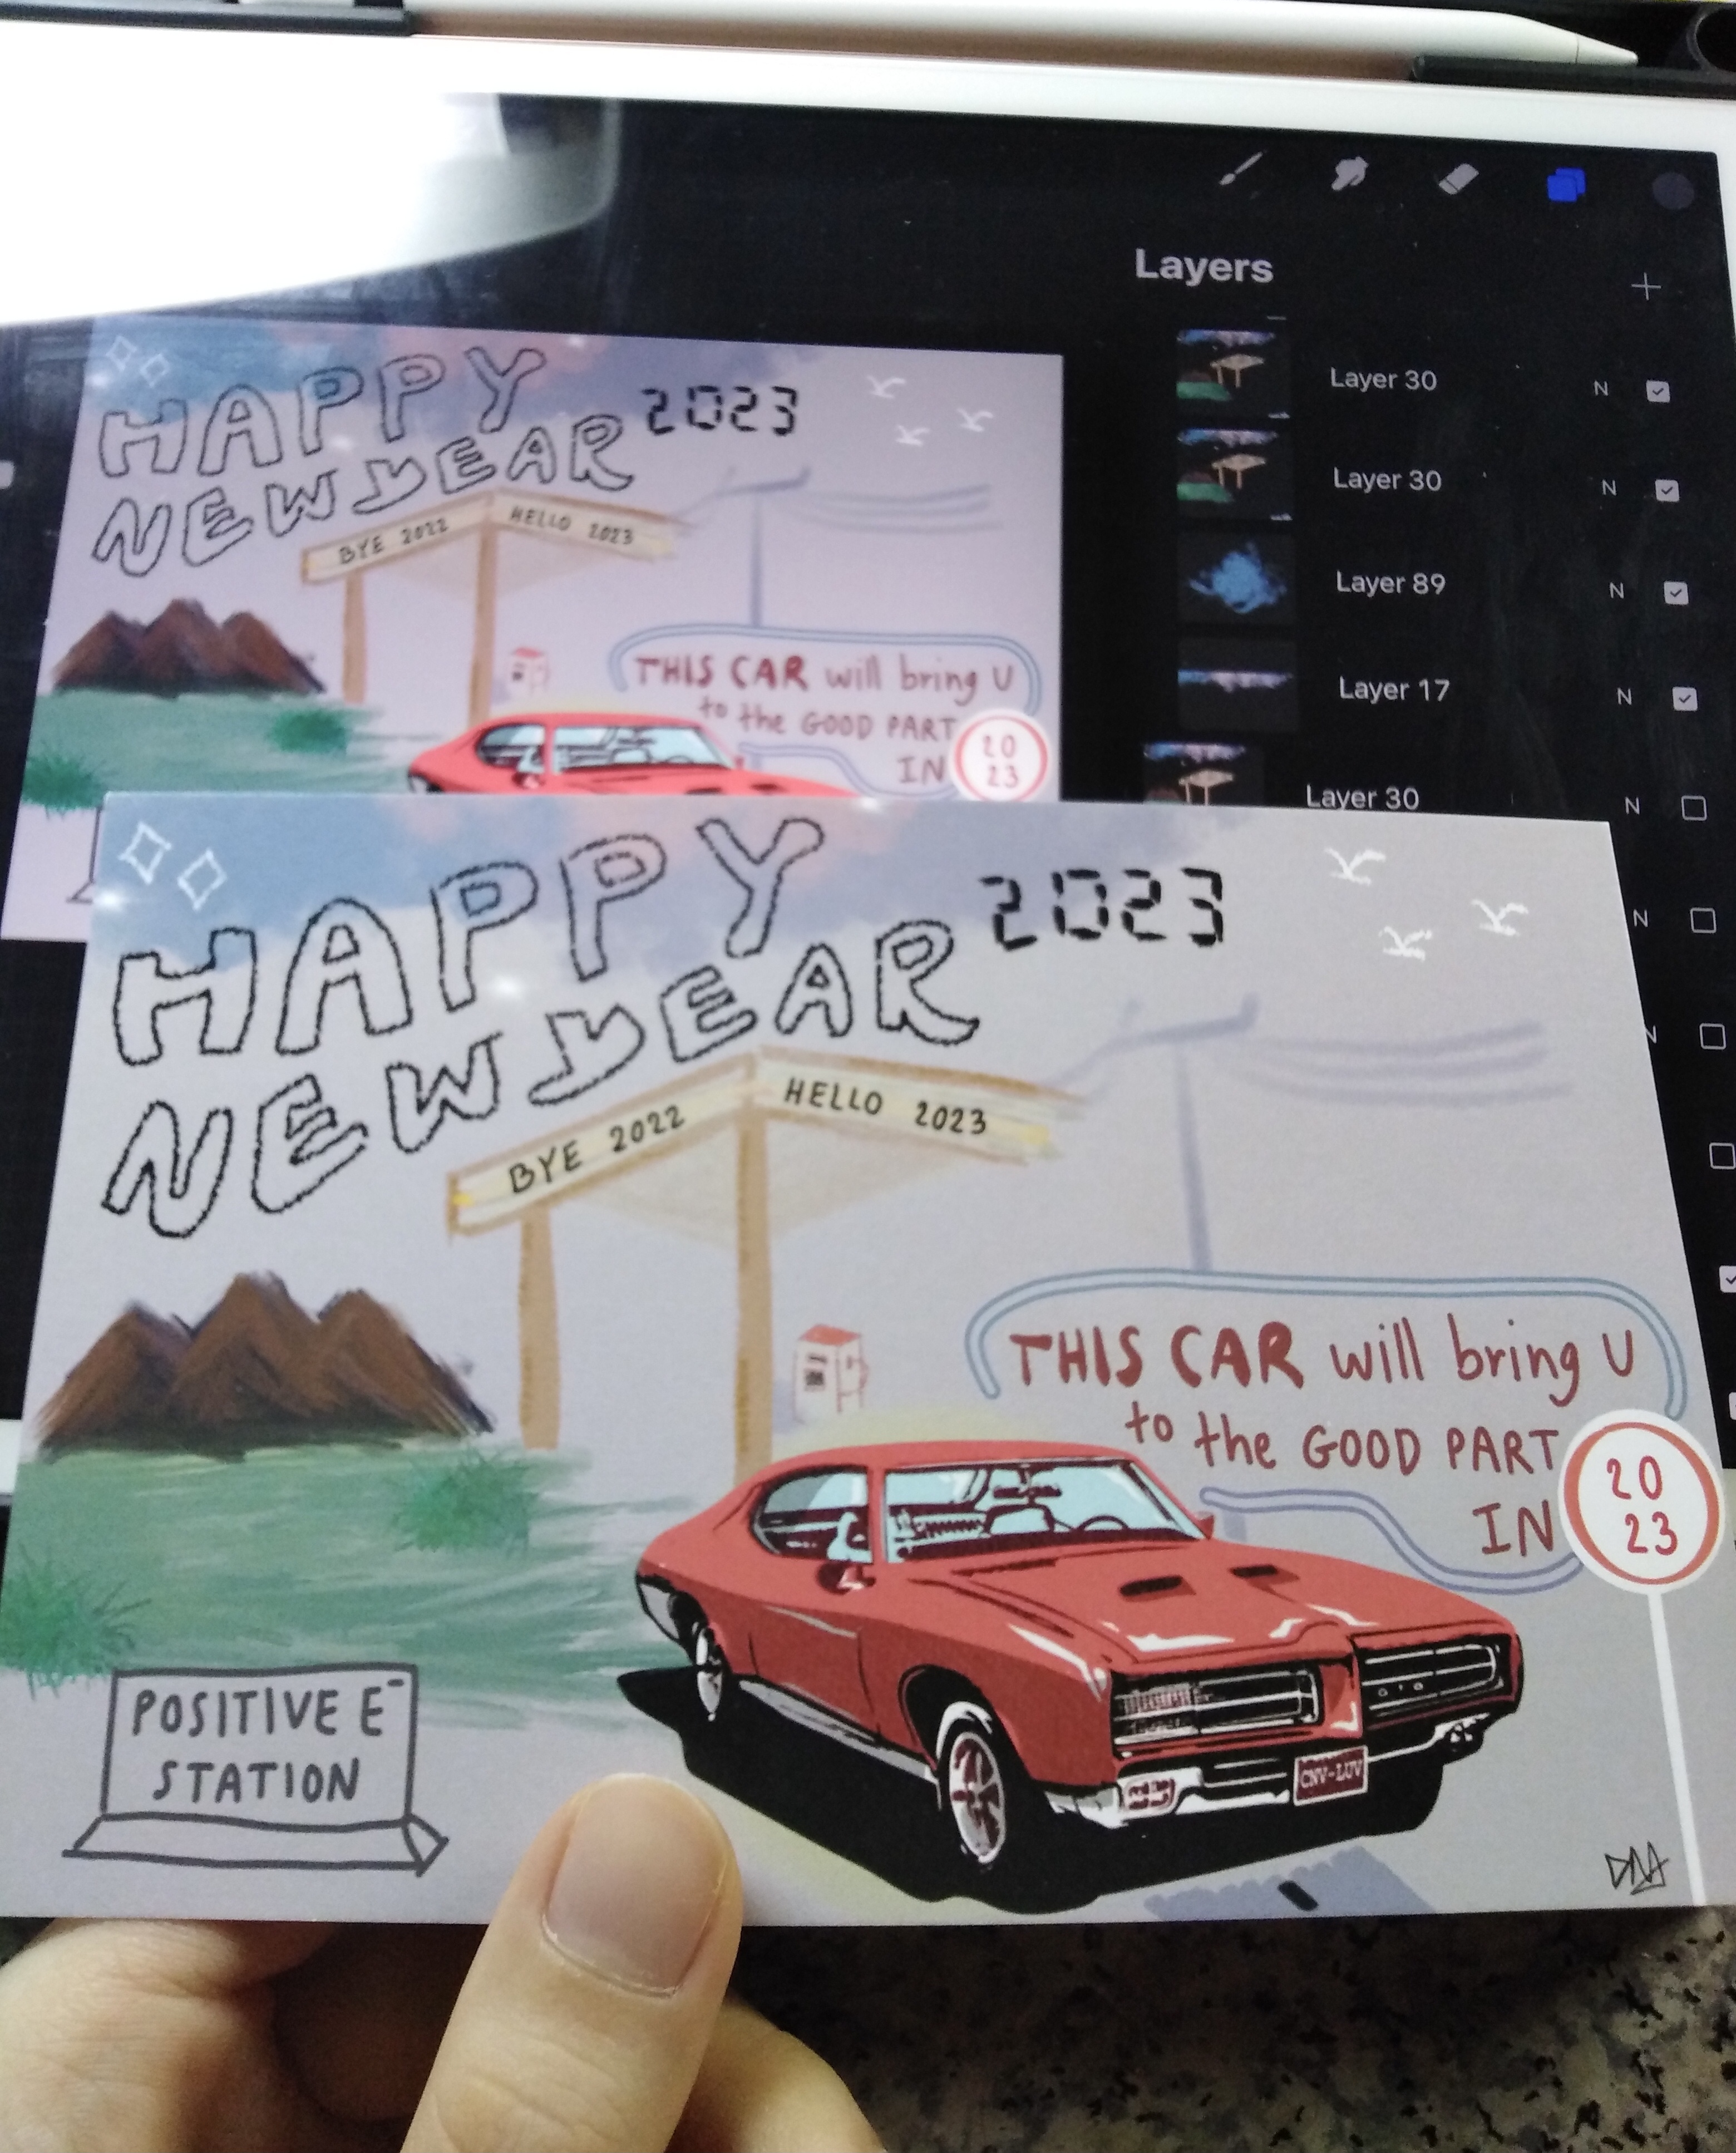 Layers
Layer 30
N
Layer 30
N
Layer 89
N
Layer 17
N
Layer 30
N
N
N
HAPPY
NEW YEAR 2023
BYE 2022
HELLO 2023
THIS CAR will bring U
to the GOOD PART
IN
20
23
HAPPY
NEW YEAR 2023
BYE 2022
HELLO 2023
THIS CAR will bring U
to the GOOD PART
IN
20
23
POSITIVE E-
STATION
GTO
CNV-LUV